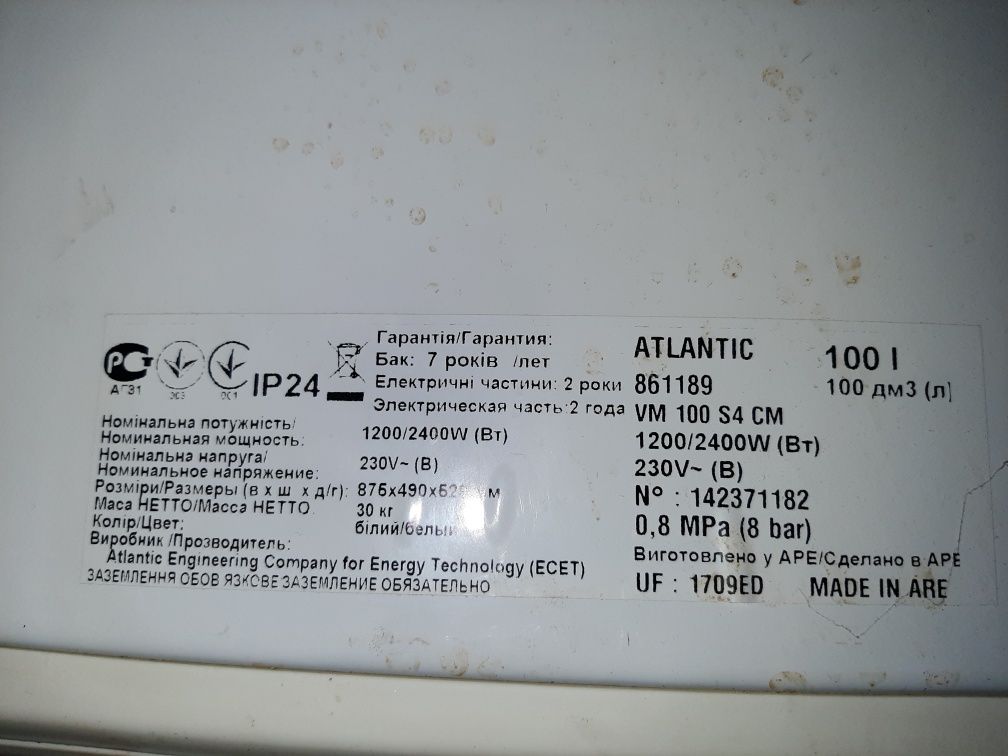 РСТ
АГ31
003
001
IP24
Гарантія/Гарантия:
Бак: 7 років /лет
Електричні частини: 2 роки
Электрическая часть:2 года
Номінальна потужність/
Номинальная мощность:
1200/2400W (Вт)
Номінальна напруга/
Номинальное напряжение:
230V~ (В)
Розміри/Размеры (в х ш х д/г):
Маса НЕТТО/Масса НЕТТО
30 кг
Колір/Цвет:
білий/белый
Виробник /Прозводитель:
Atlantic Engineering Company for Energy Technology (ECET)
ЗАЗЕМЛЕННЯ ОБОВ ЯЗКОВЕ ЗАЗЕМЛЕНИЕ ОБЯЗАТЕЛЬНО
ATLANTIC
100 l
861189
100 дм3 (л)
VM 100 S4 CM
1200/2400W (Вт)
230V~ (В)
N° : 142371182
0,8 MPa (8 bar)
Виготовлено у АРЕ/Сделано в АРЕ
UF : 1709ED MADE IN ARE